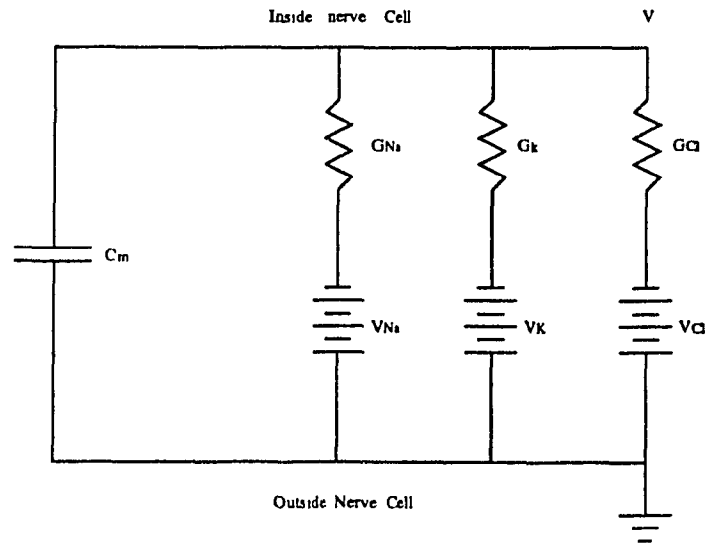 Inside nerve Cell V
GNa Gk GCl
Cm
VNa VK VCl
Outside Nerve Cell